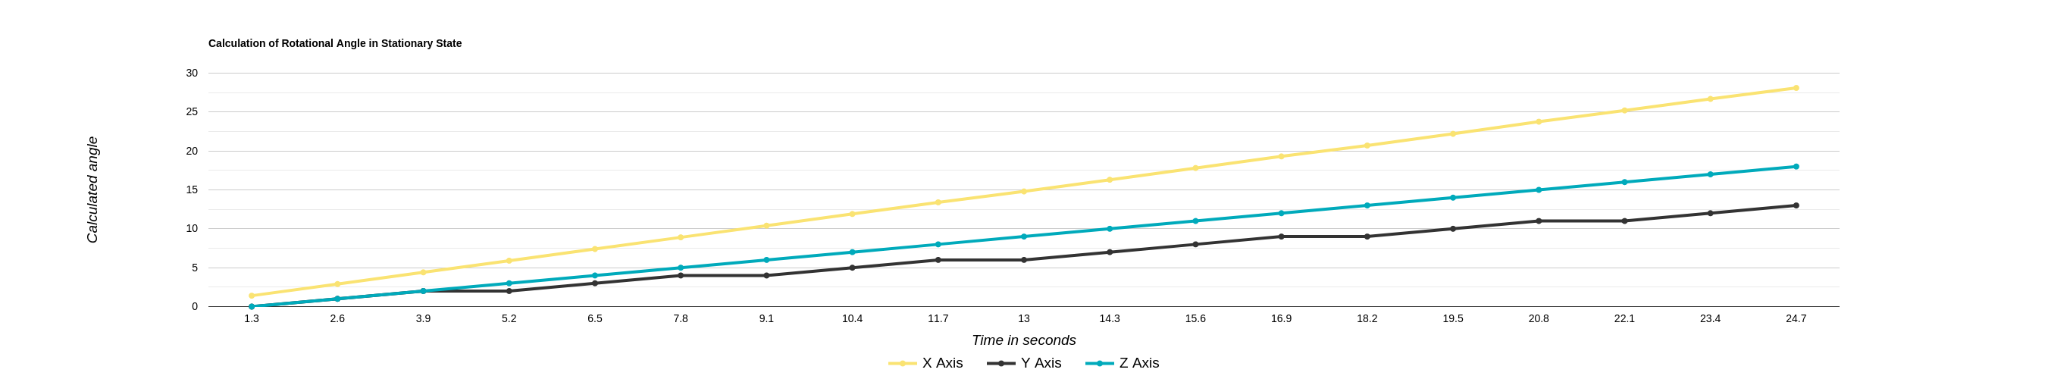 Calculation of Rotational Angle in Stationary State
30
25
20
15
10
5
0
Calculated angle
1.3 2.6 3.9 5.2 6.5 7.8 9.1 10.4 11.7 13 14.3 15.6 16.9 18.2 19.5 20.8 22.1 23.4 24.7
Time in seconds
X Axis Y Axis Z Axis